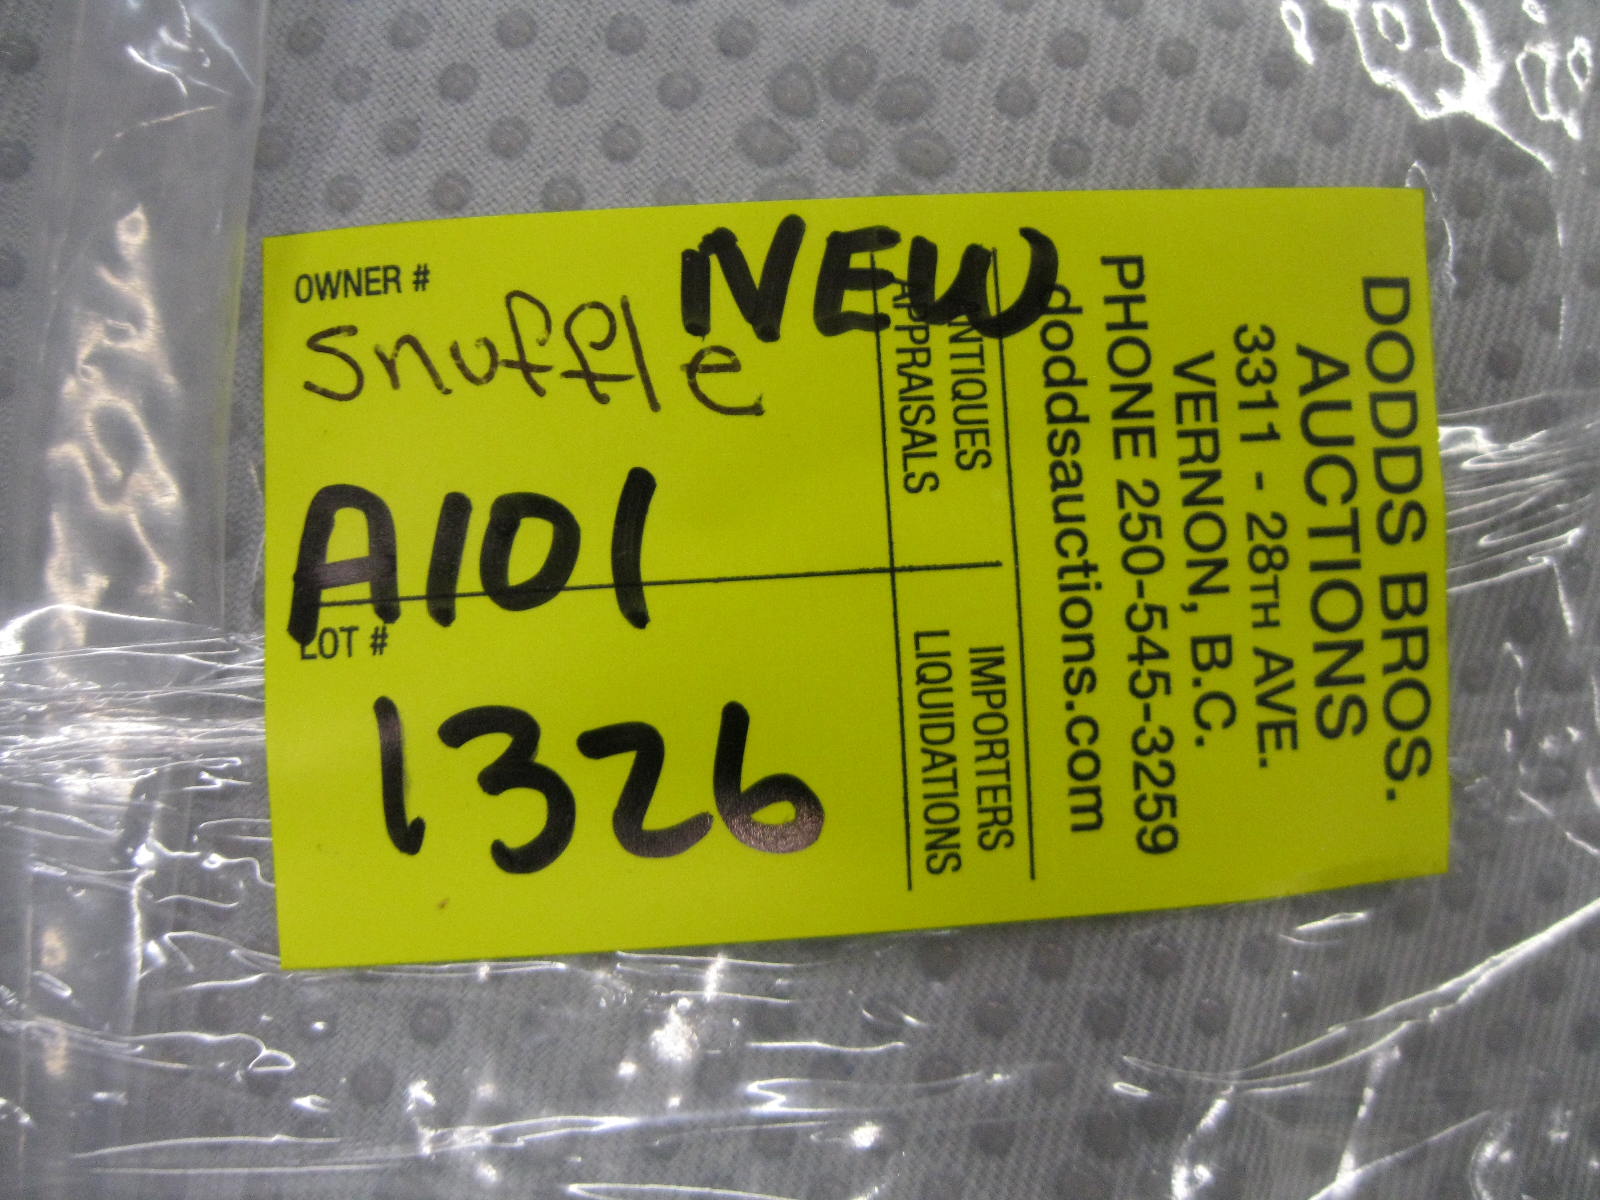 NEW
OWNER #
Snuffle
A101
LOT #
1326
ANTIQUES
APPRAISALS
IMPORTERS
LIQUIDATIONS
DODDS BROS.
AUCTIONS
3311 - 28TH AVE.
VERNON, B.C.
PHONE 250-545-3259
doddsauctions.com